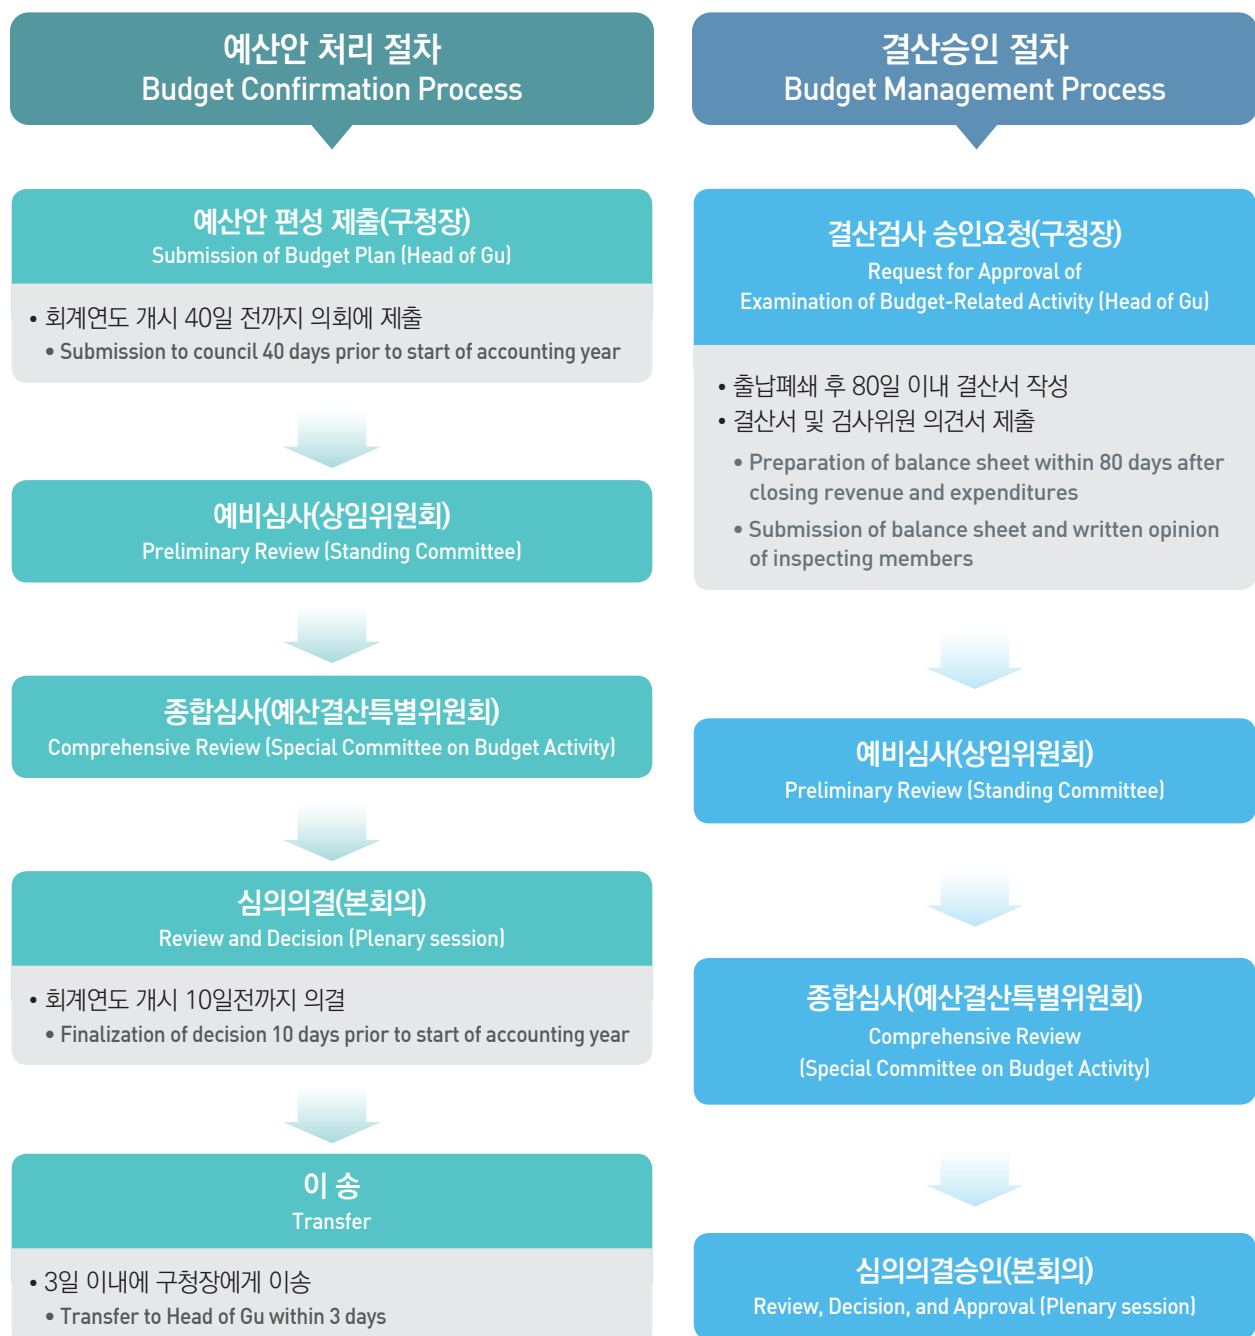 예산안 처리 절차
Budget Confirmation Process
예산안 편성 제출(구청장)
Submission of Budget Plan (Head of Gu)
• 회계연도 개시 40일 전까지 의회에 제출
• Submission to council 40 days prior to start of accounting year
예비심사(상임위원회)
Preliminary Review (Standing Committee)
종합심사(예산결산특별위원회)
Comprehensive Review (Special Committee on Budget Activity)
심의의결(본회의)
Review and Decision (Plenary session)
• 회계연도 개시 10일전까지 의결
• Finalization of decision 10 days prior to start of accounting year
이 송
Transfer
• 3일 이내에 구청장에게 이송
• Transfer to Head of Gu within 3 days
결산승인 절차
Budget Management Process
결산검사 승인요청(구청장)
Request for Approval of
Examination of Budget-Related Activity (Head of Gu)
• 출납폐쇄 후 80일 이내 결산서 작성
• 결산서 및 검사위원 의견서 제출
• Preparation of balance sheet within 80 days after
closing revenue and expenditures
• Submission of balance sheet and written opinion
of inspecting members
예비심사(상임위원회)
Preliminary Review (Standing Committee)
종합심사(예산결산특별위원회)
Comprehensive Review
(Special Committee on Budget Activity)
심의의결승인(본회의)
Review, Decision, and Approval (Plenary session)